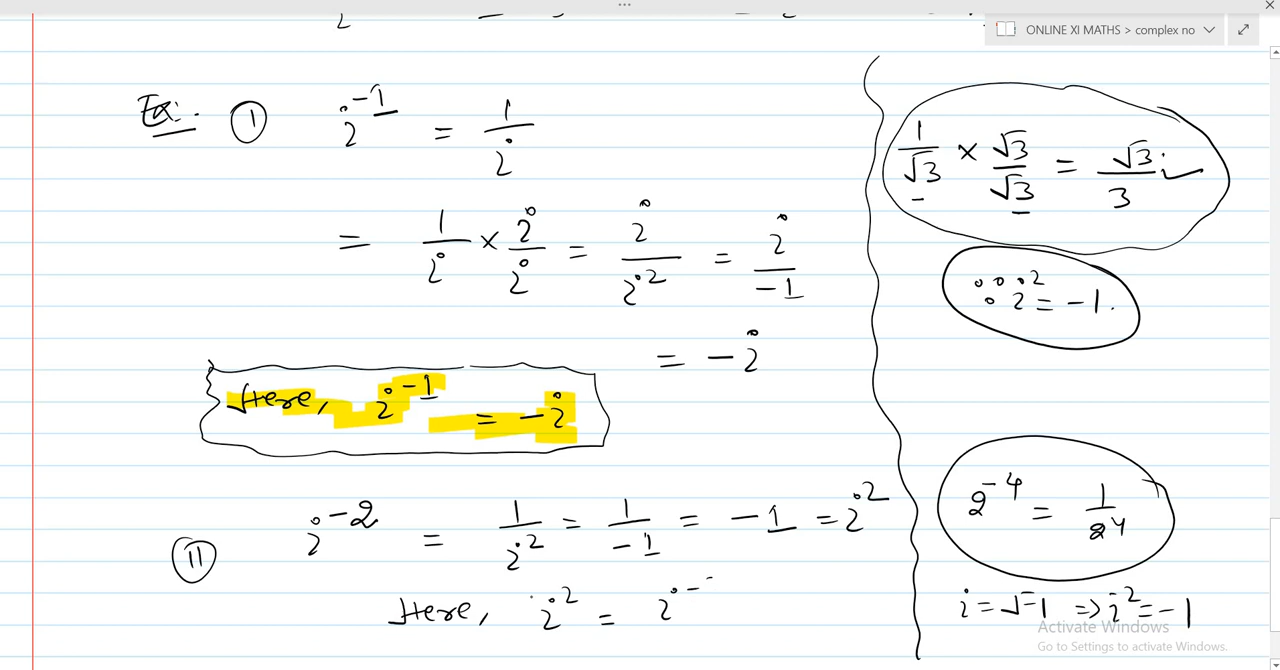 ONLINE XI MATHS > complex no
Ex: ① i⁻¹ = 1/i
= 1/i × i/i = i/i² = i/-1
= -i
Here, i⁻¹ = -i
Ⅱ i⁻² = 1/i² = 1/-1 = -1 = i²
Here, i² = i⁻
1/√3 × √3/√3 = √3/3
∵ i² = -1.
2⁻⁴ = 1/2⁴
i = √-1 => i² = -1
Activate Windows
Go to Settings to activate Windows.